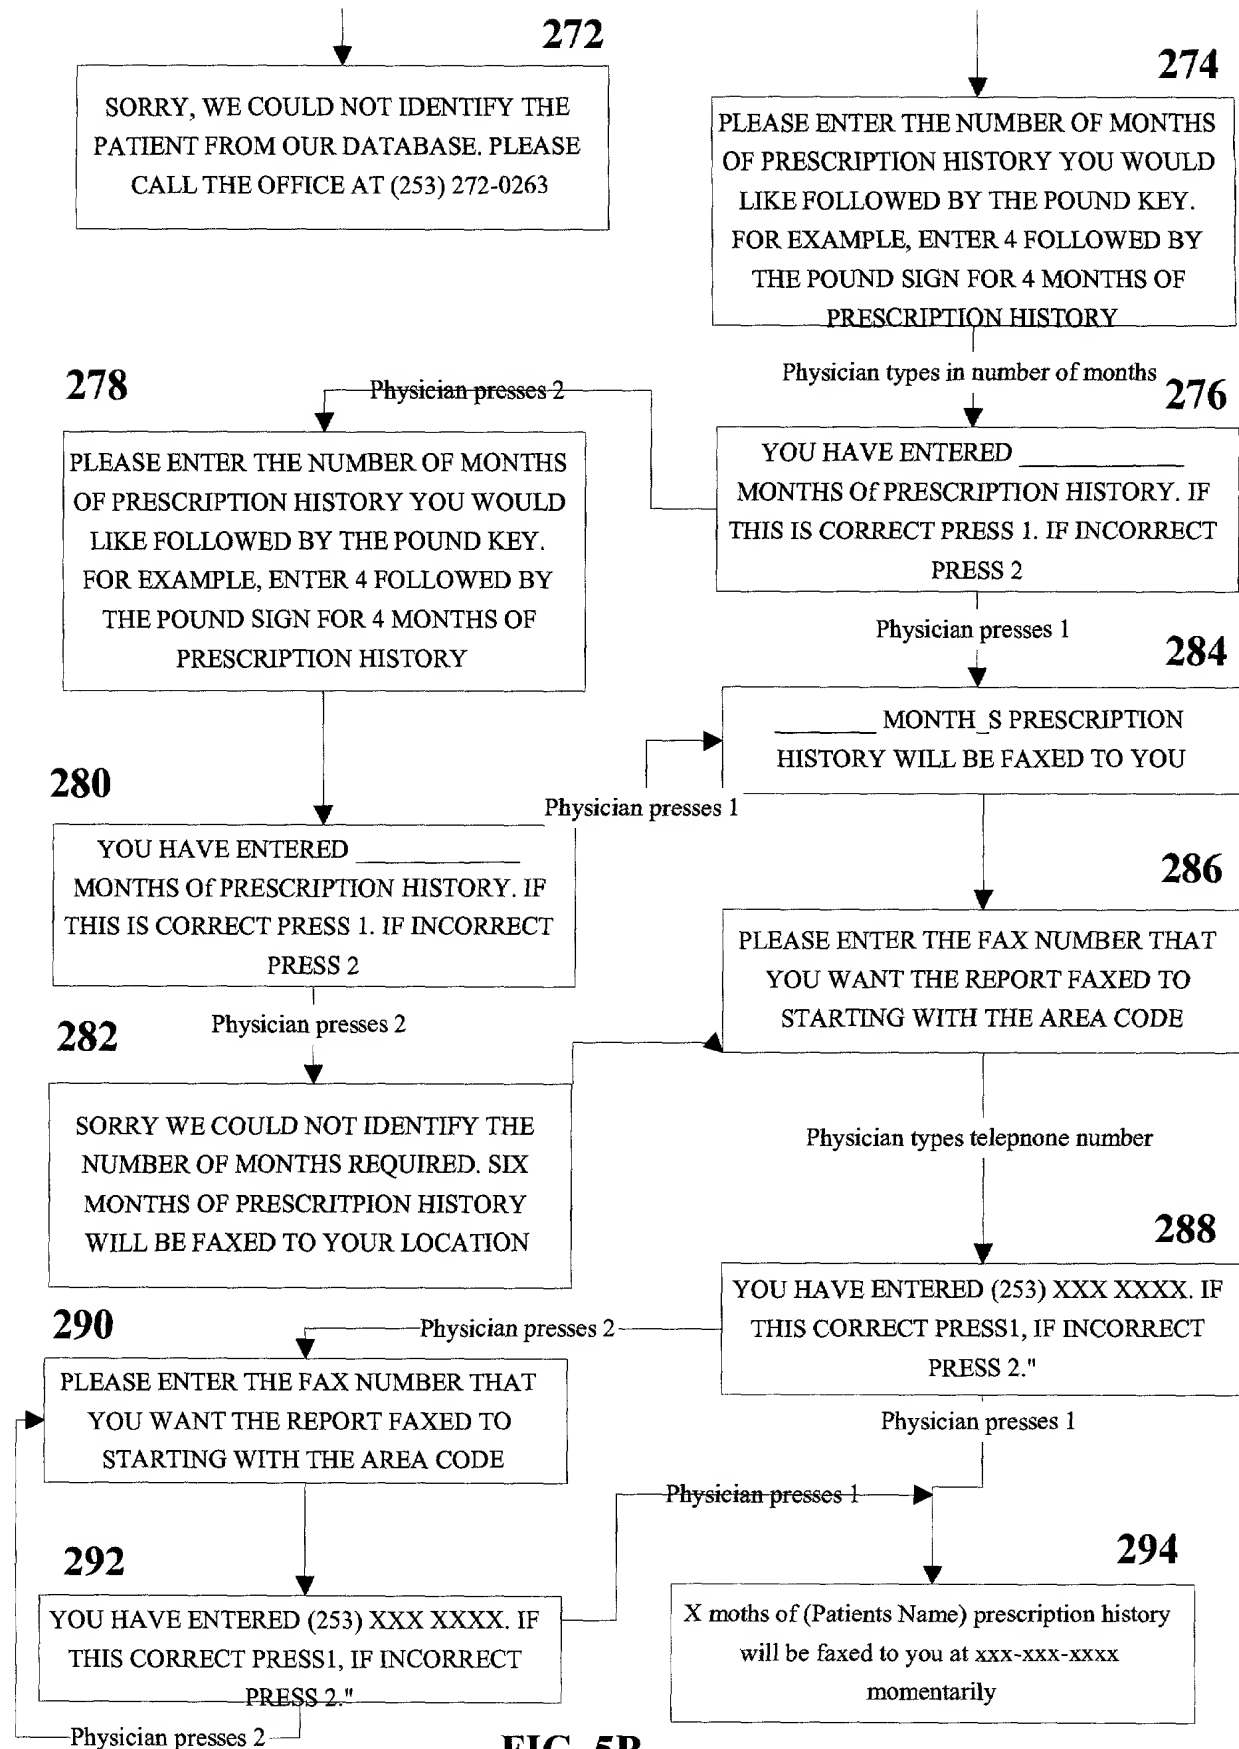 272
SORRY, WE COULD NOT IDENTIFY THE
PATIENT FROM OUR DATABASE. PLEASE
CALL THE OFFICE AT (253) 272-0263
274
PLEASE ENTER THE NUMBER OF MONTHS
OF PRESCRIPTION HISTORY YOU WOULD
LIKE FOLLOWED BY THE POUND KEY.
FOR EXAMPLE, ENTER 4 FOLLOWED BY
THE POUND SIGN FOR 4 MONTHS OF
PRESCRIPTION HISTORY
Physician types in number of months
276
YOU HAVE ENTERED ____________
MONTHS Of PRESCRIPTION HISTORY. IF
THIS IS CORRECT PRESS 1. IF INCORRECT
PRESS 2
Physician presses 2
278
PLEASE ENTER THE NUMBER OF MONTHS
OF PRESCRIPTION HISTORY YOU WOULD
LIKE FOLLOWED BY THE POUND KEY.
FOR EXAMPLE, ENTER 4 FOLLOWED BY
THE POUND SIGN FOR 4 MONTHS OF
PRESCRIPTION HISTORY
Physician presses 1
284
_______ MONTH_S PRESCRIPTION
HISTORY WILL BE FAXED TO YOU
280
YOU HAVE ENTERED ____________
MONTHS Of PRESCRIPTION HISTORY. IF
THIS IS CORRECT PRESS 1. IF INCORRECT
PRESS 2
Physician presses 1
Physician presses 2
282
SORRY WE COULD NOT IDENTIFY THE
NUMBER OF MONTHS REQUIRED. SIX
MONTHS OF PRESCRITPION HISTORY
WILL BE FAXED TO YOUR LOCATION
286
PLEASE ENTER THE FAX NUMBER THAT
YOU WANT THE REPORT FAXED TO
STARTING WITH THE AREA CODE
Physician types telepnone number
288
YOU HAVE ENTERED (253) XXX XXXX. IF
THIS CORRECT PRESS1, IF INCORRECT
PRESS 2."
Physician presses 2
290
PLEASE ENTER THE FAX NUMBER THAT
YOU WANT THE REPORT FAXED TO
STARTING WITH THE AREA CODE
Physician presses 1
292
YOU HAVE ENTERED (253) XXX XXXX. IF
THIS CORRECT PRESS1, IF INCORRECT
PRESS 2."
Physician presses 1
Physician presses 2
294
X moths of (Patients Name) prescription history
will be faxed to you at xxx-xxx-xxxx
momentarily
FIG. 5B